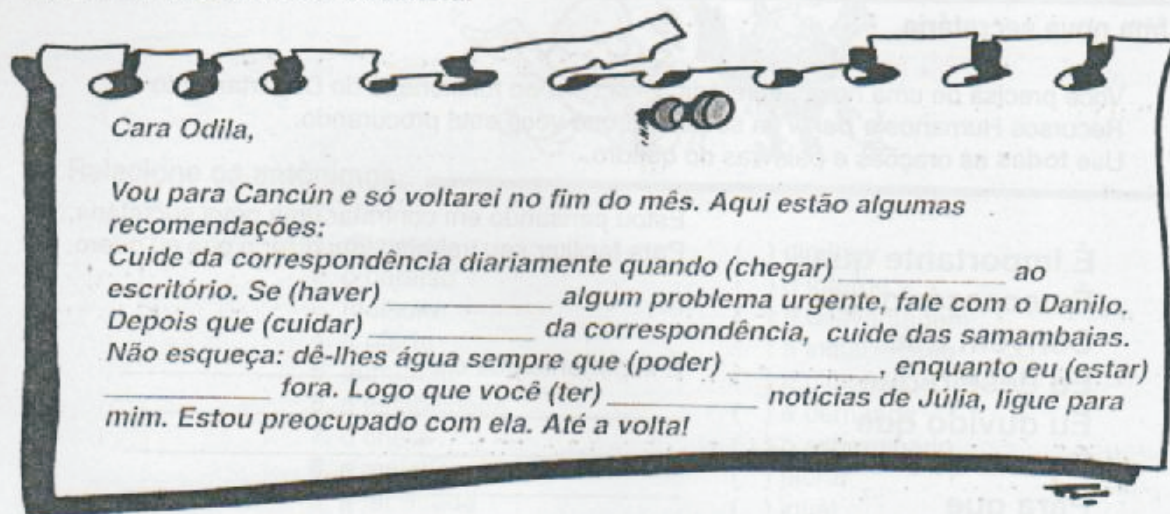 Cara Odila,
Vou para Cancún e só voltarei no fim do mês. Aqui estão algumas
recomendações:
Cuide da correspondência diariamente quando (chegar) __________ ao
escritório. Se (haver) __________ algum problema urgente, fale com o Danilo.
Depois que (cuidar) __________ da correspondência, cuide das samambaias.
Não esqueça: dê-lhes água sempre que (poder) __________, enquanto eu (estar)
__________ fora. Logo que você (ter) __________ notícias de Júlia, ligue para
mim. Estou preocupado com ela. Até a volta!